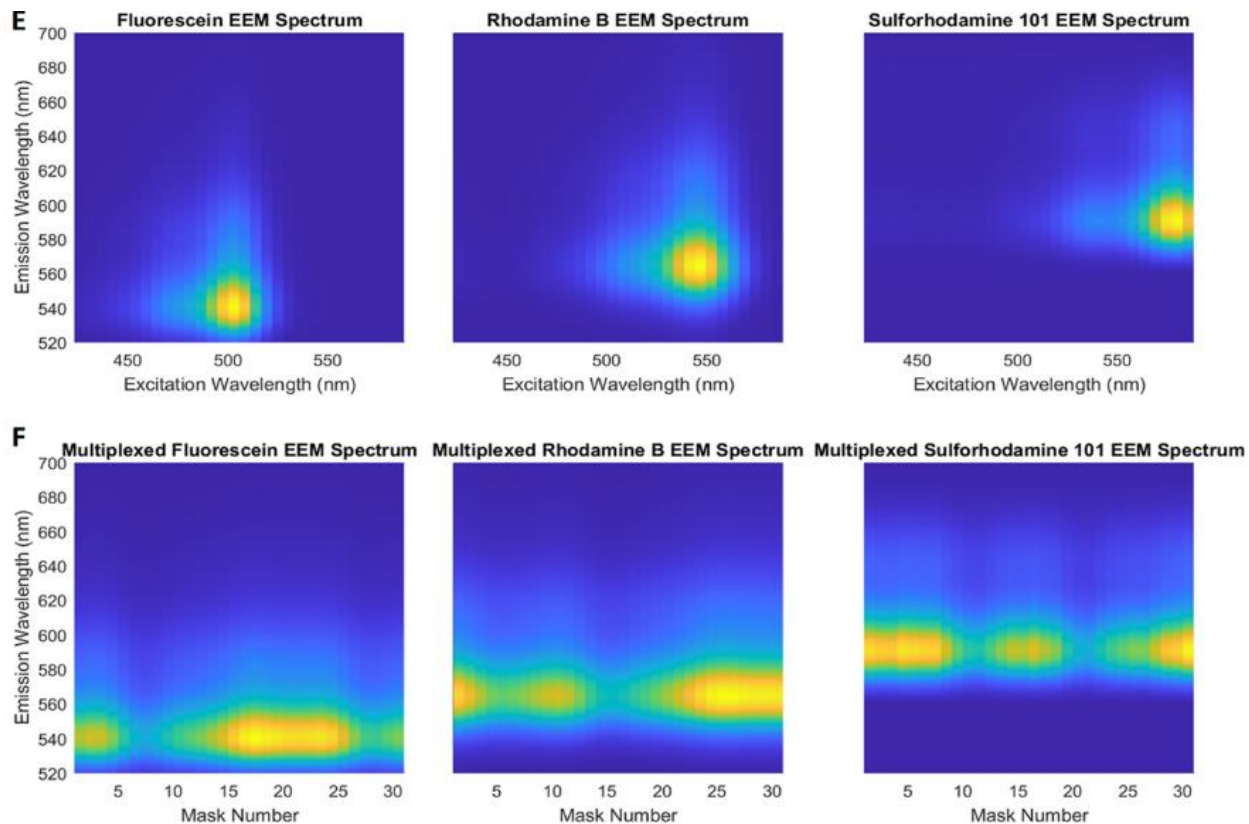 E
Fluorescein EEM Spectrum
Rhodamine B EEM Spectrum
Sulforhodamine 101 EEM Spectrum
Emission Wavelength (nm)
700
680
660
640
620
600
580
560
540
520
450
500
550
450
500
550
450
500
550
Excitation Wavelength (nm)
Excitation Wavelength (nm)
Excitation Wavelength (nm)
F
Multiplexed Fluorescein EEM Spectrum
Multiplexed Rhodamine B EEM Spectrum
Multiplexed Sulforhodamine 101 EEM Spectrum
Emission Wavelength (nm)
700
680
660
640
620
600
580
560
540
520
5
10
15
20
25
30
5
10
15
20
25
30
5
10
15
20
25
30
Mask Number
Mask Number
Mask Number